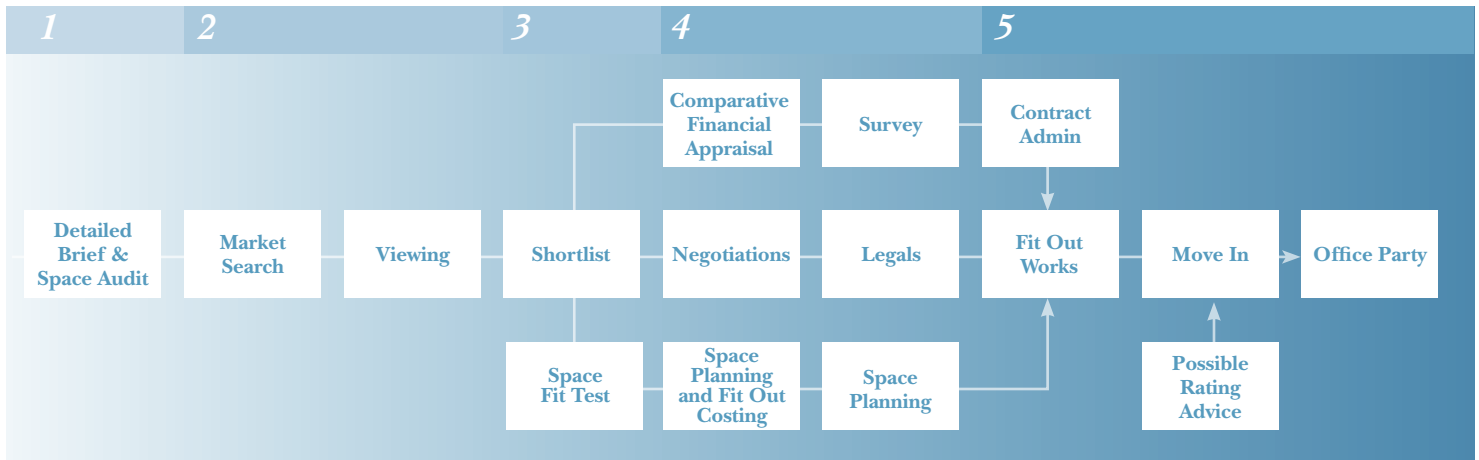 1
2
3
4
5
Comparative
Financial
Appraisal
Survey
Contract
Admin
Detailed
Brief &
Space Audit
Market
Search
Viewing
Shortlist
Negotiations
Legals
Fit Out
Works
Move In
Office Party
Space
Fit Test
Space
Planning
and Fit Out
Costing
Space
Planning
Possible
Rating
Advice